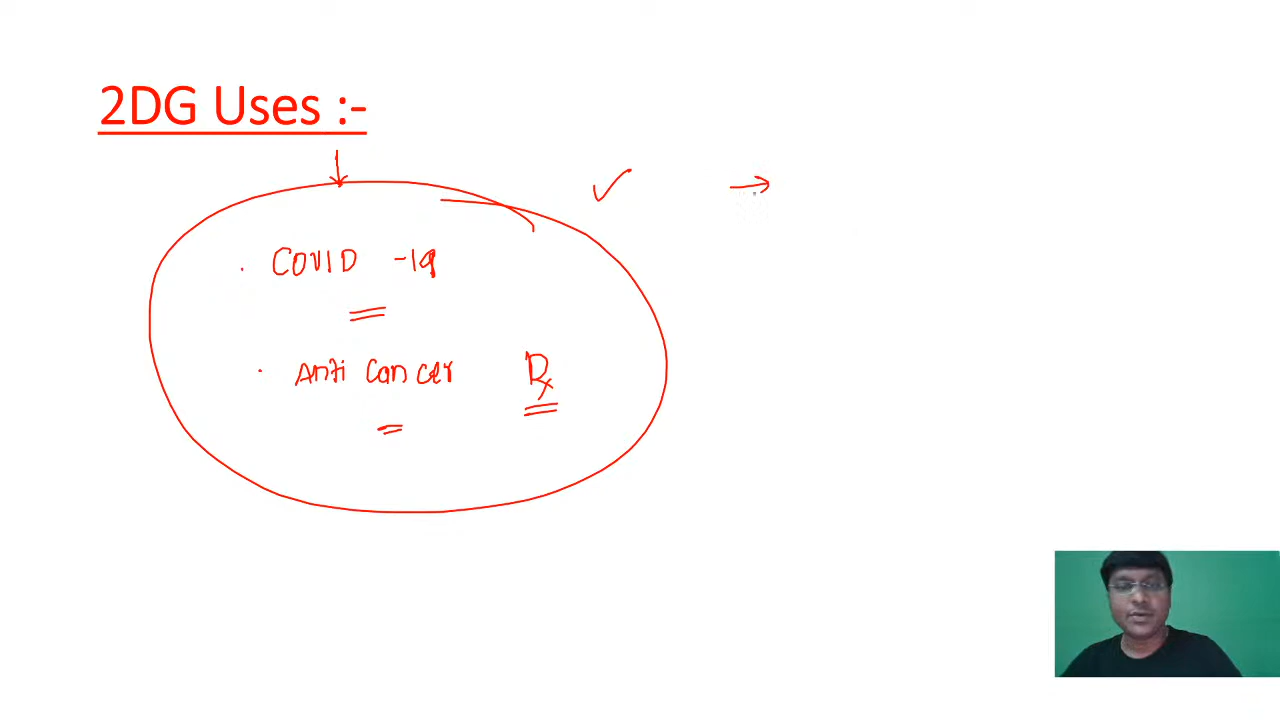 2DG Uses :-
. COVID -19
. Anti Cancer Rx